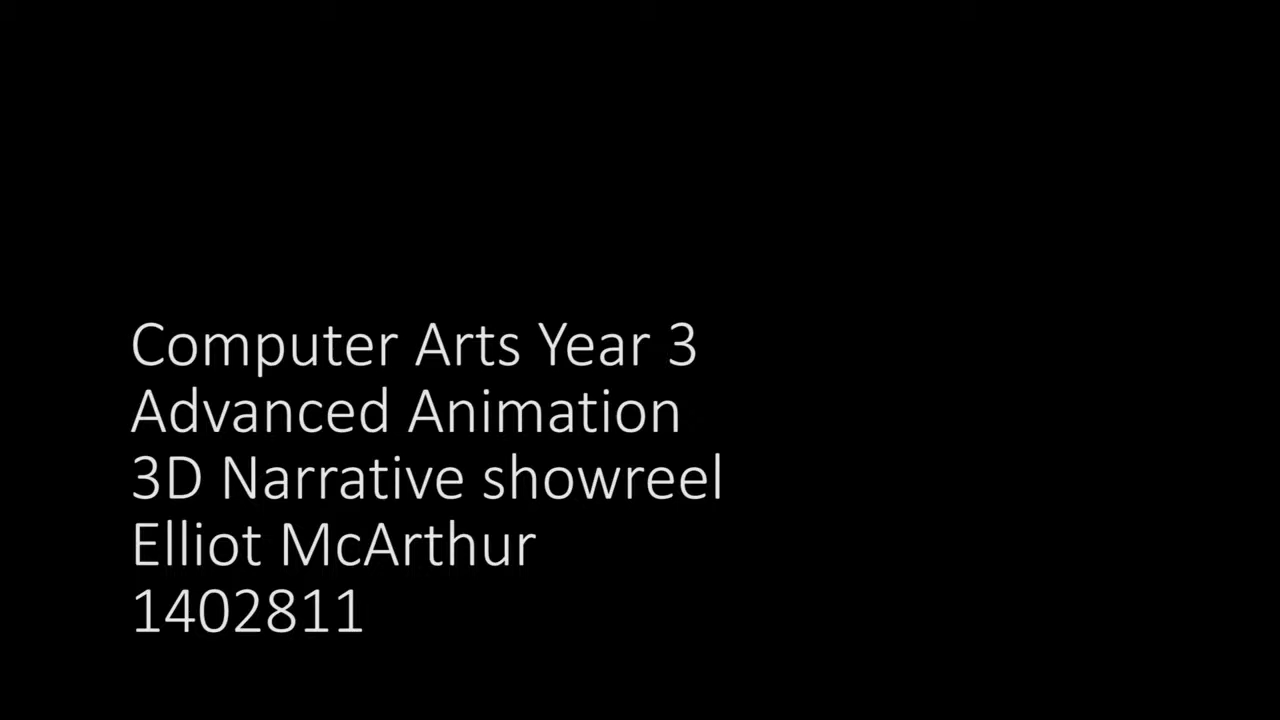 Computer Arts Year 3
Advanced Animation
3D Narrative showreel
Elliot McArthur
1402811